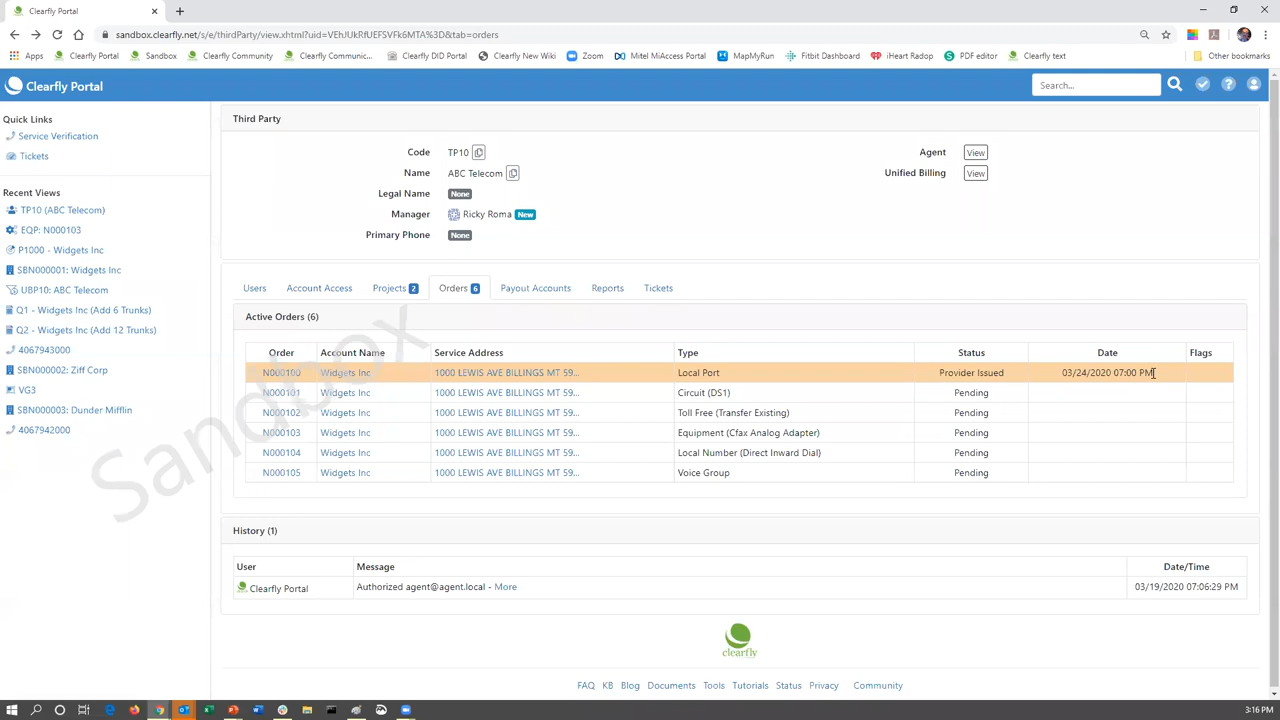 Clearfly Portal
sandbox.clearfly.net/s/e/thirdParty/view.xhtml?uid=VEhJUkRfUEFSVFk6MTA%3D&tab=orders
Apps Clearfly Portal Sandbox Clearfly Community Clearfly Communic... Clearfly DID Portal Clearfly New Wiki Zoom Mitel MiAccess Portal MapMyRun Fitbit Dashboard iHeart Radop PDF editor Clearfly text Other bookmarks
Clearfly Portal Search...
Quick Links
Service Verification
Tickets
Recent Views
TP10 (ABC Telecom)
EQP: N000103
P1000 - Widgets Inc
SBN000001: Widgets Inc
UBP10: ABC Telecom
Q1 - Widgets Inc (Add 6 Trunks)
Q2 - Widgets Inc (Add 12 Trunks)
4067943000
SBN000002: Ziff Corp
VG3
SBN000003: Dunder Mifflin
4067942000
Third Party
Code TP10 Agent View
Name ABC Telecom Unified Billing View
Legal Name None
Manager Ricky Roma New
Primary Phone None
Users Account Access Projects 2 Orders 6 Payout Accounts Reports Tickets
Active Orders (6)
Order Account Name Service Address Type Status Date Flags
N000100 Widgets Inc 1000 LEWIS AVE BILLINGS MT 59... Local Port Provider Issued 03/24/2020 07:00 PM
N000101 Widgets Inc 1000 LEWIS AVE BILLINGS MT 59... Circuit (DS1) Pending
N000102 Widgets Inc 1000 LEWIS AVE BILLINGS MT 59... Toll Free (Transfer Existing) Pending
N000103 Widgets Inc 1000 LEWIS AVE BILLINGS MT 59... Equipment (Cfax Analog Adapter) Pending
N000104 Widgets Inc 1000 LEWIS AVE BILLINGS MT 59... Local Number (Direct Inward Dial) Pending
N000105 Widgets Inc 1000 LEWIS AVE BILLINGS MT 59... Voice Group Pending
Sandbox
History (1)
User Message Date/Time
Clearfly Portal Authorized agent@agent.local - More 03/19/2020 07:06:29 PM
clearfly
FAQ KB Blog Documents Tools Tutorials Status Privacy Community
3:16 PM